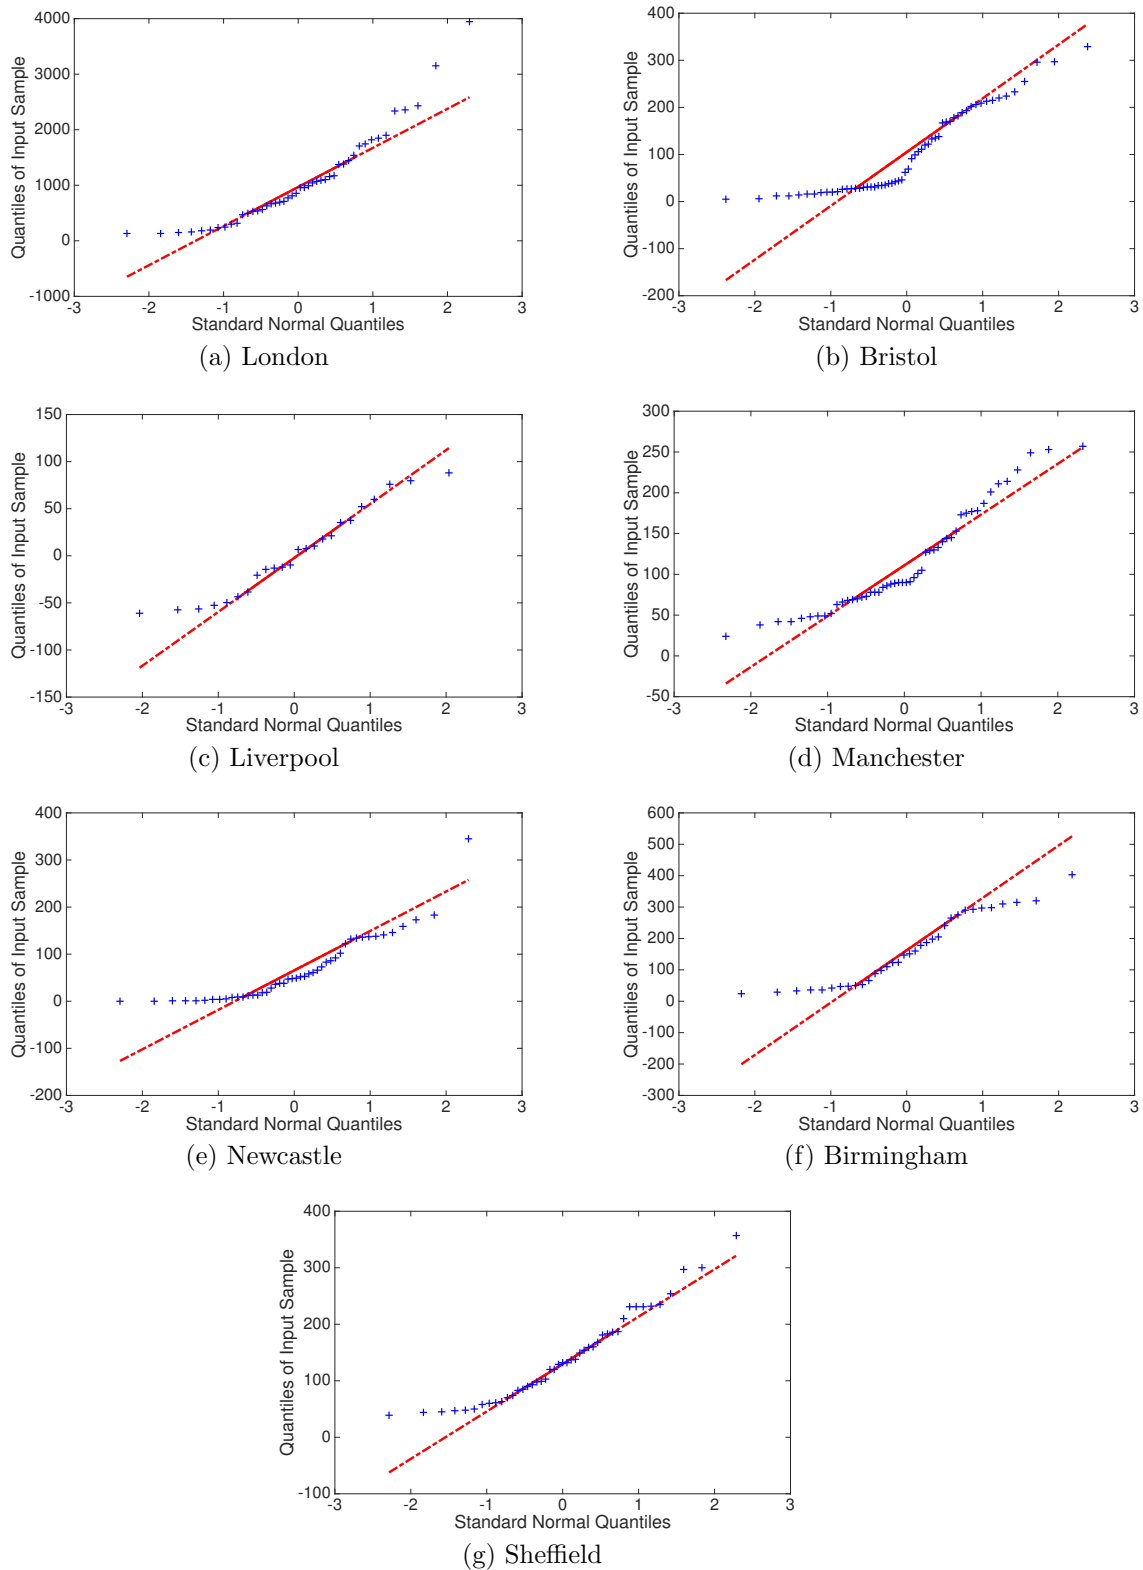 4000
3000
2000
1000
0
-1000
-3 -2 -1 0 1 2 3
Quantiles of Input Sample
Standard Normal Quantiles
(a) London
400
300
200
100
0
-100
-200
-3 -2 -1 0 1 2 3
Quantiles of Input Sample
Standard Normal Quantiles
(b) Bristol
150
100
50
0
-50
-100
-150
-3 -2 -1 0 1 2 3
Quantiles of Input Sample
Standard Normal Quantiles
(c) Liverpool
300
250
200
150
100
50
0
-50
-3 -2 -1 0 1 2 3
Quantiles of Input Sample
Standard Normal Quantiles
(d) Manchester
400
300
200
100
0
-100
-200
-3 -2 -1 0 1 2 3
Quantiles of Input Sample
Standard Normal Quantiles
(e) Newcastle
600
500
400
300
200
100
0
-100
-200
-300
-3 -2 -1 0 1 2 3
Quantiles of Input Sample
Standard Normal Quantiles
(f) Birmingham
400
300
200
100
0
-100
-3 -2 -1 0 1 2 3
Quantiles of Input Sample
Standard Normal Quantiles
(g) Sheffield